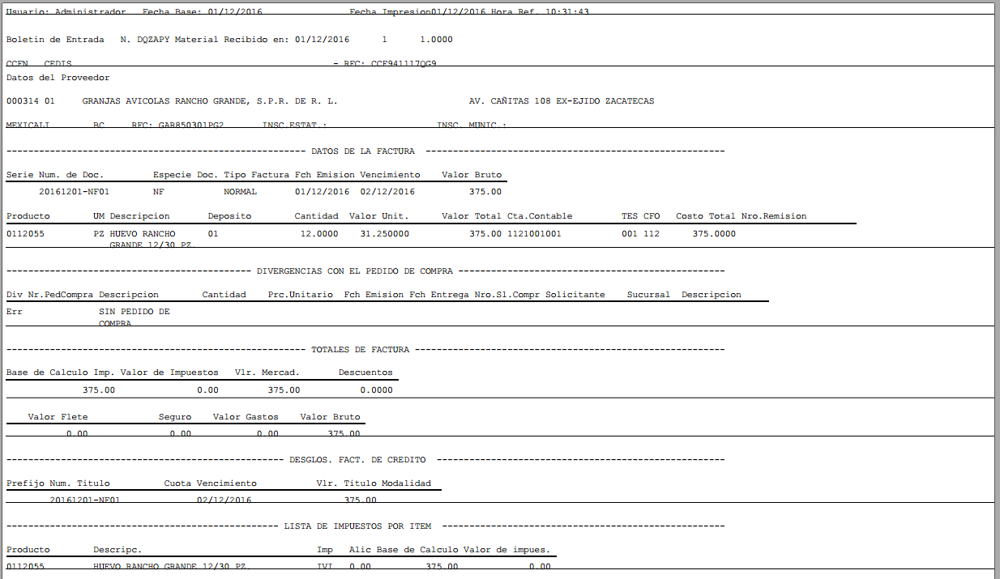 Usuario: Administrador Fecha Base: 01/12/2016 Fecha Impresion01/12/2016 Hora Ref. 10:31:43
Boletin de Entrada N. DQZAPY Material Recibido en: 01/12/2016 1 1.0000
CCFN CEDIS - RFC: CCF941117QG9
Datos del Proveedor
000314 01 GRANJAS AVICOLAS RANCHO GRANDE, S.P.R. DE R. L. AV. CAÑITAS 108 EX-EJIDO ZACATECAS
MEXICALI BC RFC: GAR850301PG2 INSC.ESTAT.: INSC. MUNIC.:
------------------------------------------------------- DATOS DE LA FACTURA -------------------------------------------------------
Serie Num. de Doc. Especie Doc. Tipo Factura Fch Emision Vencimiento Valor Bruto
20161201-NF01 NF NORMAL 01/12/2016 02/12/2016 375.00
Producto UM Descripcion Deposito Cantidad Valor Unit. Valor Total Cta.Contable TES CFO Costo Total Nro.Remision
0112055 PZ HUEVO RANCHO 01 12.0000 31.250000 375.00 1121001001 001 112 375.0000
GRANDE 12/30 PZ.
--------------------------------------------- DIVERGENCIAS CON EL PEDIDO DE COMPRA -------------------------------------------------
Div Nr.PedCompra Descripcion Cantidad Prc.Unitario Fch Emision Fch Entrega Nro.Sl.Compr Solicitante Sucursal Descripcion
Err SIN PEDIDO DE
COMPRA
------------------------------------------------------- TOTALES DE FACTURA ---------------------------------------------------------
Base de Calculo Imp. Valor de Impuestos Vlr. Mercad. Descuentos
375.00 0.00 375.00 0.0000
Valor Flete Seguro Valor Gastos Valor Bruto
0.00 0.00 0.00 375.00
--------------------------------------------------- DESGLOS. FACT. DE CREDITO -----------------------------------------------------
Prefijo Num. Titulo Cuota Vencimiento Vlr. Titulo Modalidad
20161201-NF01 02/12/2016 375.00
-------------------------------------------------- LISTA DE IMPUESTOS POR ITEM ----------------------------------------------------
Producto Descripc. Imp Alic Base de Calculo Valor de impues.
0112055 HUEVO RANCHO GRANDE 12/30 PZ. IVI 0.00 375.00 0.00